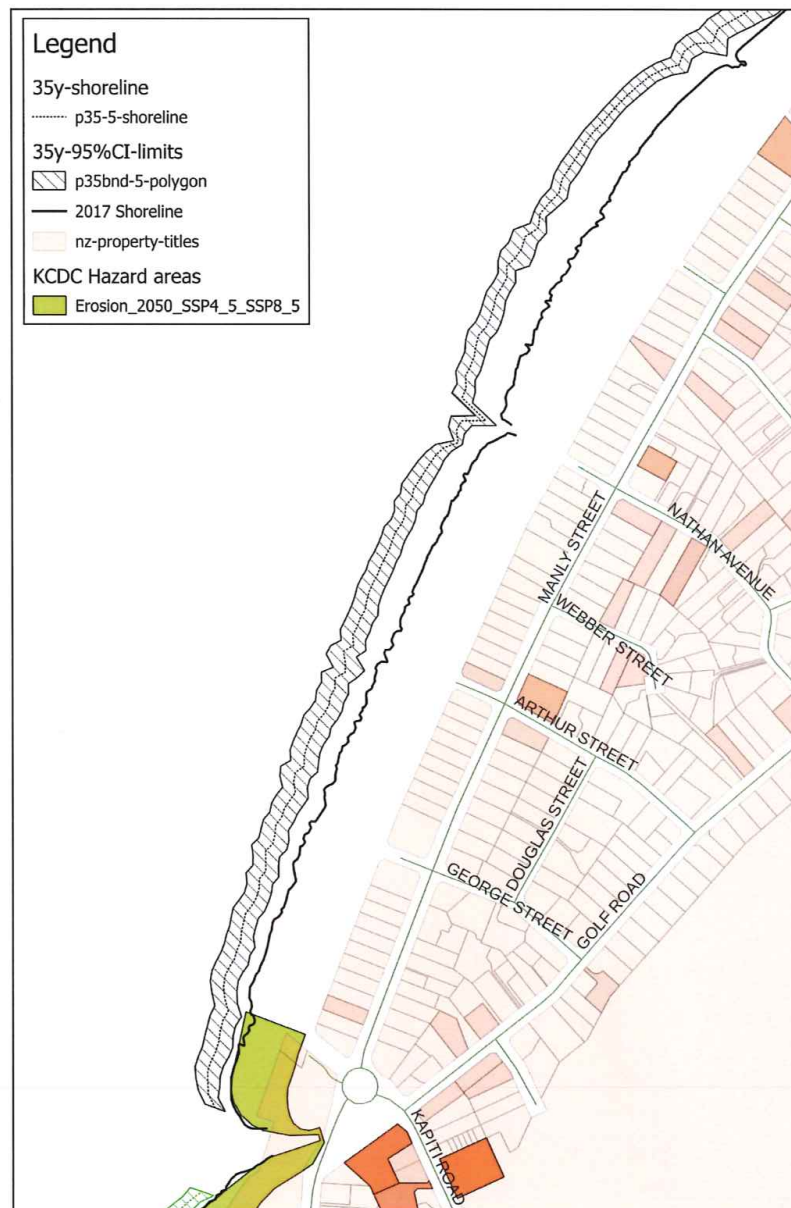 Legend
35y-shoreline
p35-5-shoreline
35y-95%CI-limits
p35bnd-5-polygon
2017 Shoreline
nz-property-titles
KCDC Hazard areas
Erosion_2050_SSP4_5_SSP8_5
MANLY STREET
NATHAN AVENUE
WEBBER STREET
ARTHUR STREET
DOUGLAS STREET
GEORGE STREET
GOLF ROAD
KAPITI ROAD